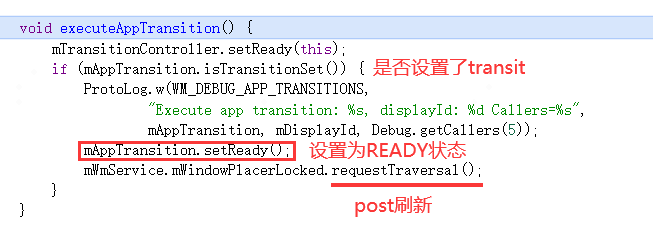 void executeAppTransition() {
mTransitionController.setReady(this);
if (mAppTransition.isTransitionSet()) { 是否设置了transit
ProtoLog.w(WM_DEBUG_APP_TRANSITIONS,
"Execute app transition: %s, displayId: %d Callers=%s",
mAppTransition, mDisplayId, Debug.getCallers(5));
mAppTransition.setReady(); 设置为READY状态
mWmService.mWindowPlacerLocked.requestTraversal();
} post刷新
}